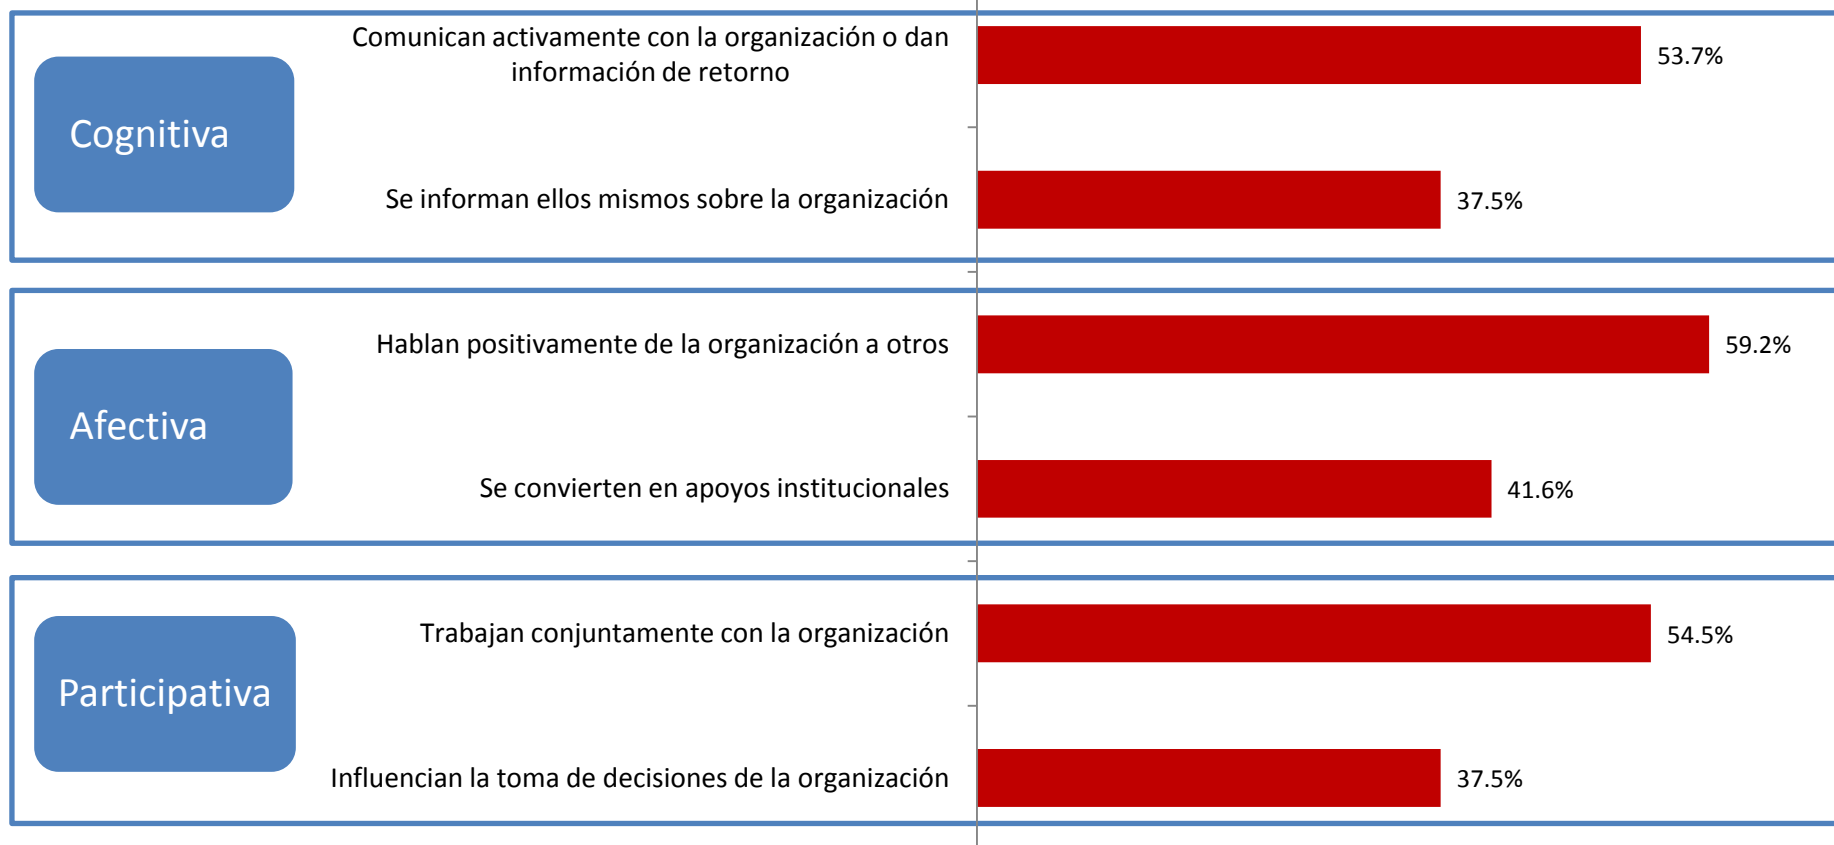 Cognitiva
Comunican activamente con la organización o dan
información de retorno
53.7%
Se informan ellos mismos sobre la organización
37.5%
Afectiva
Hablan positivamente de la organización a otros
59.2%
Se convierten en apoyos institucionales
41.6%
Participativa
Trabajan conjuntamente con la organización
54.5%
Influencian la toma de decisiones de la organización
37.5%